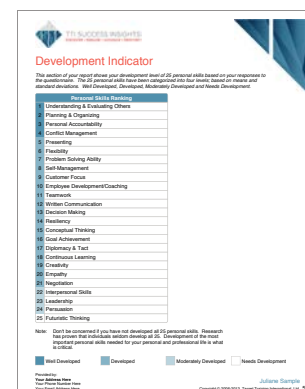 TTI SUCCESS INSIGHTS
Development Indicator
This section of your report shows your development level of 25 personal skills based on your responses to
the questionnaire. The 25 personal skills have been categorized into four levels; based on means and
standard deviations. Well Developed, Developed, Moderately Developed and Needs Development.
Personal Skills Ranking
1 Understanding & Evaluating Others
2 Planning & Organizing
3 Personal Accountability
4 Conflict Management
5 Presenting
6 Flexibility
7 Problem Solving Ability
8 Self-Management
9 Customer Focus
10 Employee Development/Coaching
11 Teamwork
12 Written Communication
13 Decision Making
14 Resiliency
15 Conceptual Thinking
16 Goal Achievement
17 Diplomacy & Tact
18 Continuous Learning
19 Creativity
20 Empathy
21 Negotiation
22 Interpersonal Skills
23 Leadership
24 Persuasion
25 Futuristic Thinking
Note: Don't be concerned if you have not developed all 25 personal skills. Research
has proven that individuals seldom develop all 25. Development of the most
important personal skills needed for your personal and professional life is what
is critical.
Well Developed Developed Moderately Developed Needs Development
Provided by:
Your Address Here
Your Phone Number Here
Your Email Address Here
Juliane Sample